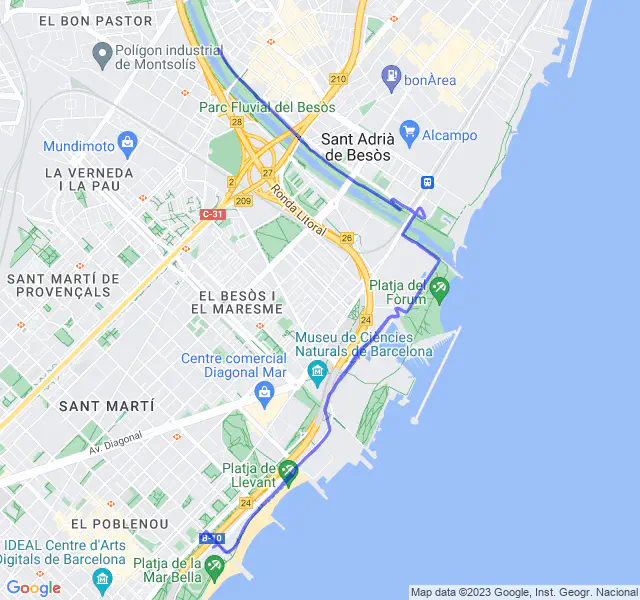 EL BON PASTOR
Polígon industrial
de Montsolís
210
bonÀrea
Parc Fluvial del Besòs
28
Sant Adrià
de Besòs
Alcampo
Mundimoto
LA VERNEDA
I LA PAU
27
2
209
C-31
Ronda Litoral
26
SANT MARTÍ DE
PROVENÇALS
EL BESÒS I
EL MARESME
Platja del
Fòrum
24
Museu de Ciències
Naturals de Barcelona
Centre comercial
Diagonal Mar
SANT MARTÍ
Av. Diagonal
Platja de
Llevant
24
EL POBLENOU
B-10
IDEAL Centre d'Arts
Digitals de Barcelona
Platja de la
Mar Bella
Google
Map data ©2023 Google, Inst. Geogr. Nacional